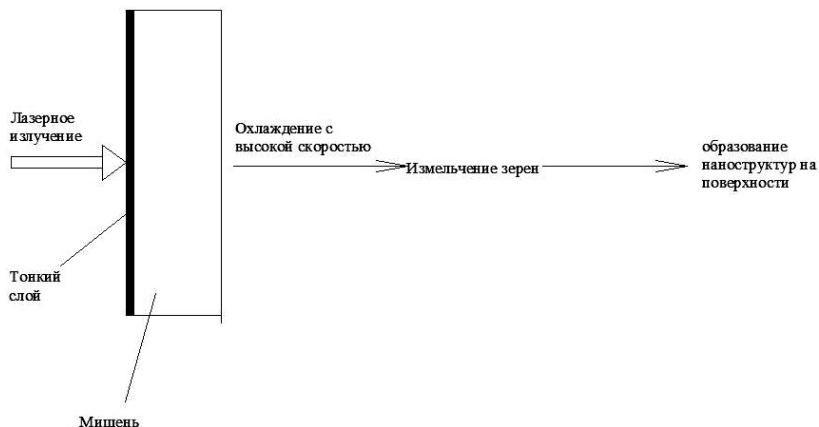 Лазерное
излучение
Охлаждение с
высокой скоростью
Измельчение зерен
образование
наноструктур на
поверхности
Тонкий
слой
Мишень